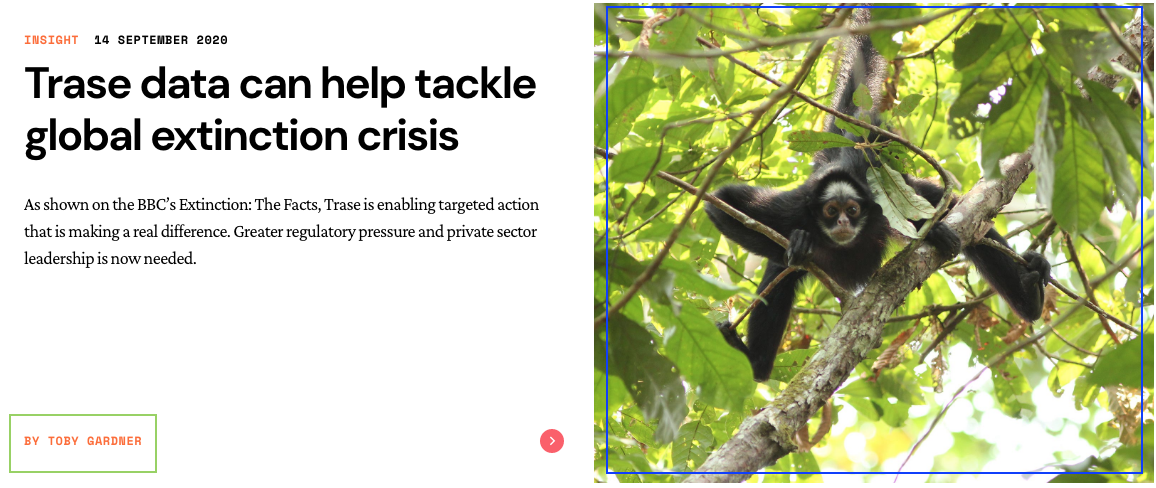 INSIGHT 14 SEPTEMBER 2020
Trase data can help tackle
global extinction crisis
As shown on the BBC’s Extinction: The Facts, Trase is enabling targeted action
that is making a real difference. Greater regulatory pressure and private sector
leadership is now needed.
BY TOBY GARDNER